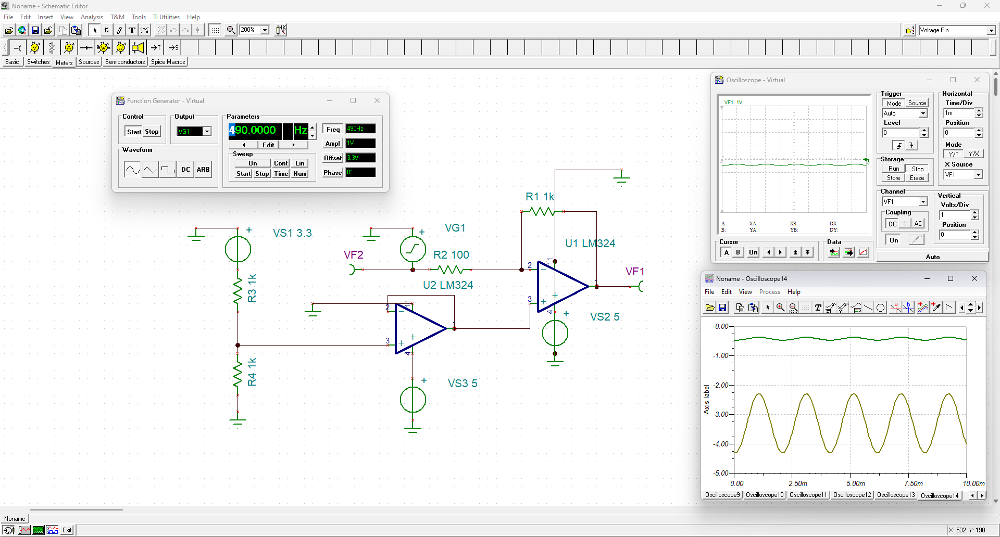 Noname - Schematic Editor
File Edit Insert View Analysis T&M Tools TI Utilities Help
200% 1K Voltage Pin
Basic Switches Meters Sources Semiconductors Spice Macros
Function Generator - Virtual
Control Output Parameters
Start Stop VG1 490.0000 Hz Freq 490Hz
Edit Ampl 1V
Waveform Sweep
On Cont Lin Offset 3.3V
DC ARB Start Stop Time Num Phase 0°
Oscilloscope - Virtual
VF1: 1V
A: XA: XB: DX:
B: YA: YB: DY:
Cursor
A B On
Data
Trigger
Mode Source
Auto
Level
0
Storage
Run Stop
Store Erase
Horizontal
Time/Div
1m
Position
0
Mode
Y/T Y/X
X Source
VF1
Channel
VF1
Coupling
DC AC
On
Vertical
Volts/Div
1
Position
0
Auto
R1 1k
VS1 3.3
VG1
U1 LM324
VF2
R2 100
VF1
U2 LM324
R3 1k
VS2 5
R4 1k
VS3 5
2 3 11 4 1
2 3 11 4 1
Noname - Oscilloscope14
File Edit View Process Help
100% T a b
0.00
-1.00
-2.00
Axis label
-3.00
-4.00
-5.00
0.00 2.50m 5.00m 7.50m 10.00m
Oscilloscope9 Oscilloscope10 Oscilloscope11 Oscilloscope12 Oscilloscope13 Oscilloscope14
Noname
Exit
X: 532 Y: 198